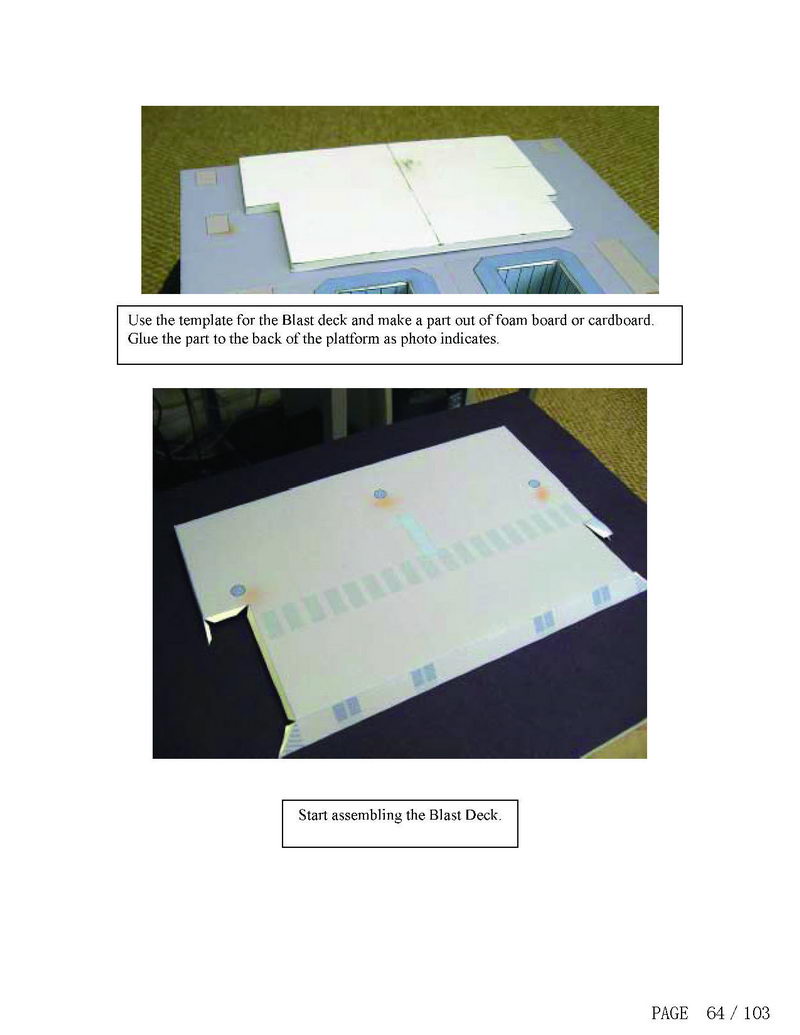 Use the template for the Blast deck and make a part out of foam board or cardboard.
Glue the part to the back of the platform as photo indicates.
Start assembling the Blast Deck.
PAGE 64 / 103